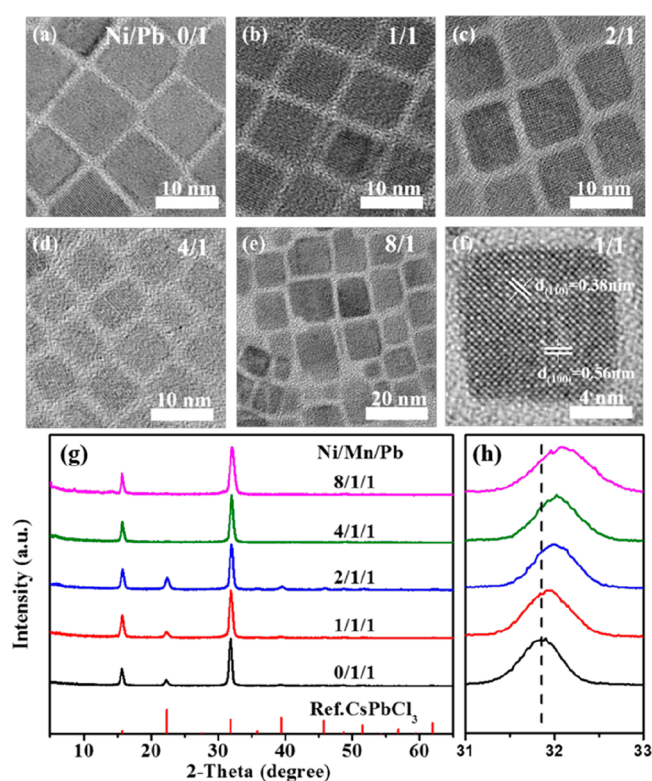 (a) Ni/Pb 0/1
10 nm
(b) 1/1
10 nm
(c) 2/1
10 nm
(d) 4/1
10 nm
(e) 8/1
20 nm
(f) 1/1
d(110)=0.38nm
d(100)=0.56nm
4 nm
(g) Ni/Mn/Pb
8/1/1
4/1/1
2/1/1
1/1/1
0/1/1
Ref.CsPbCl3
Intensity (a.u.)
10 20 30 40 50 60
2-Theta (degree)
(h)
31 32 33